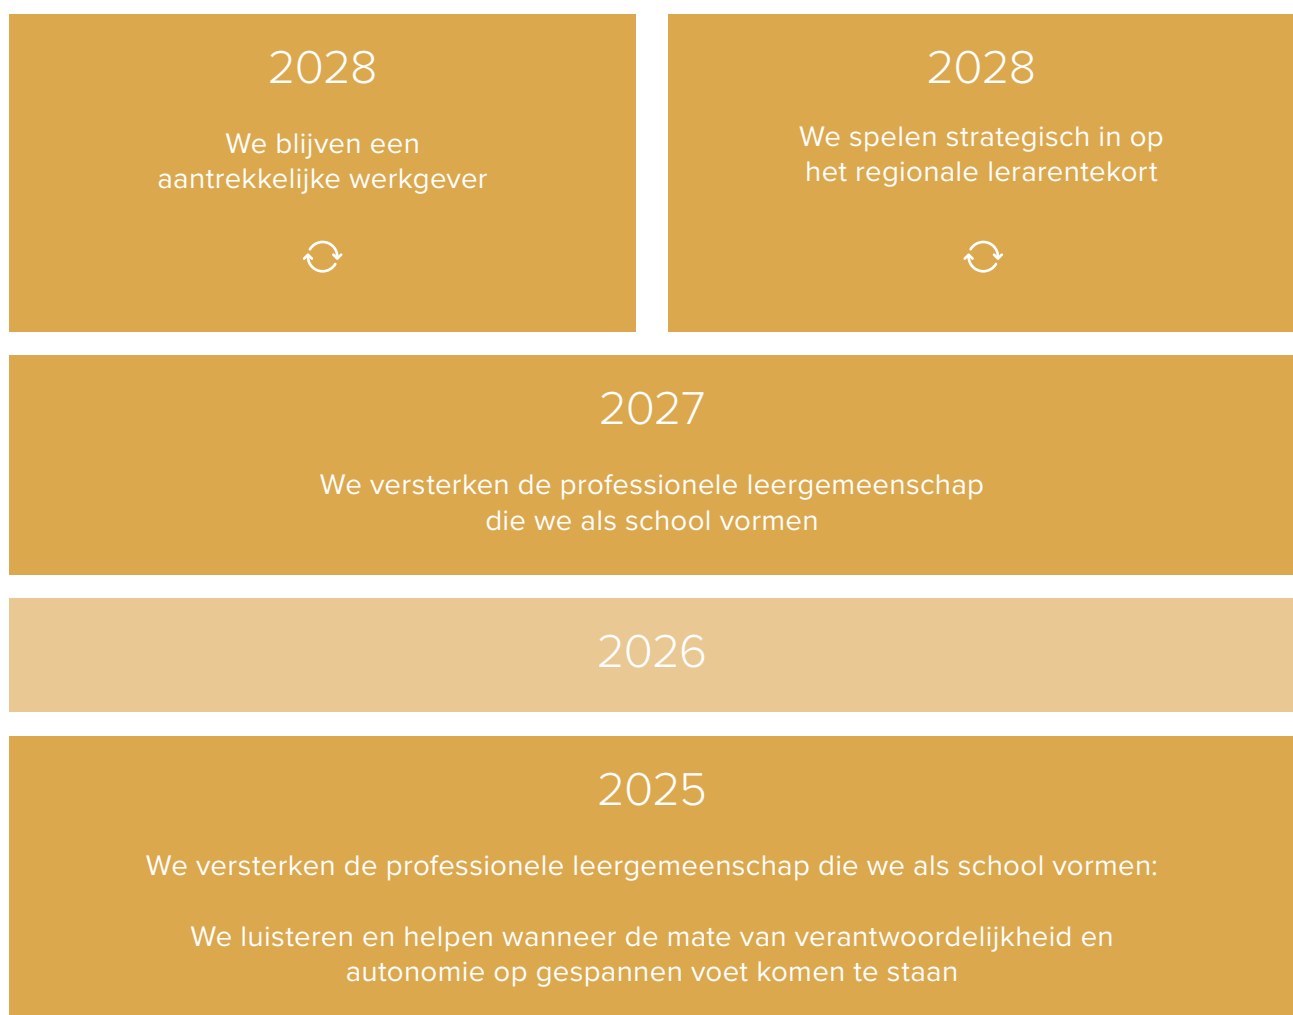 2028
We blijven een
aantrekkelijke werkgever
2028
We spelen strategisch in op
het regionale lerarentekort
2027
We versterken de professionele leergemeenschap
die we als school vormen
2026
2025
We versterken de professionele leergemeenschap die we als school vormen:
We luisteren en helpen wanneer de mate van verantwoordelijkheid en
autonomie op gespannen voet komen te staan